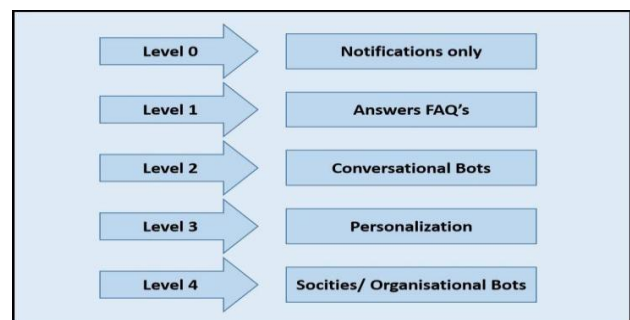 Level 0
Notifications only
Level 1
Answers FAQ's
Level 2
Conversational Bots
Level 3
Personalization
Level 4
Socities/ Organisational Bots